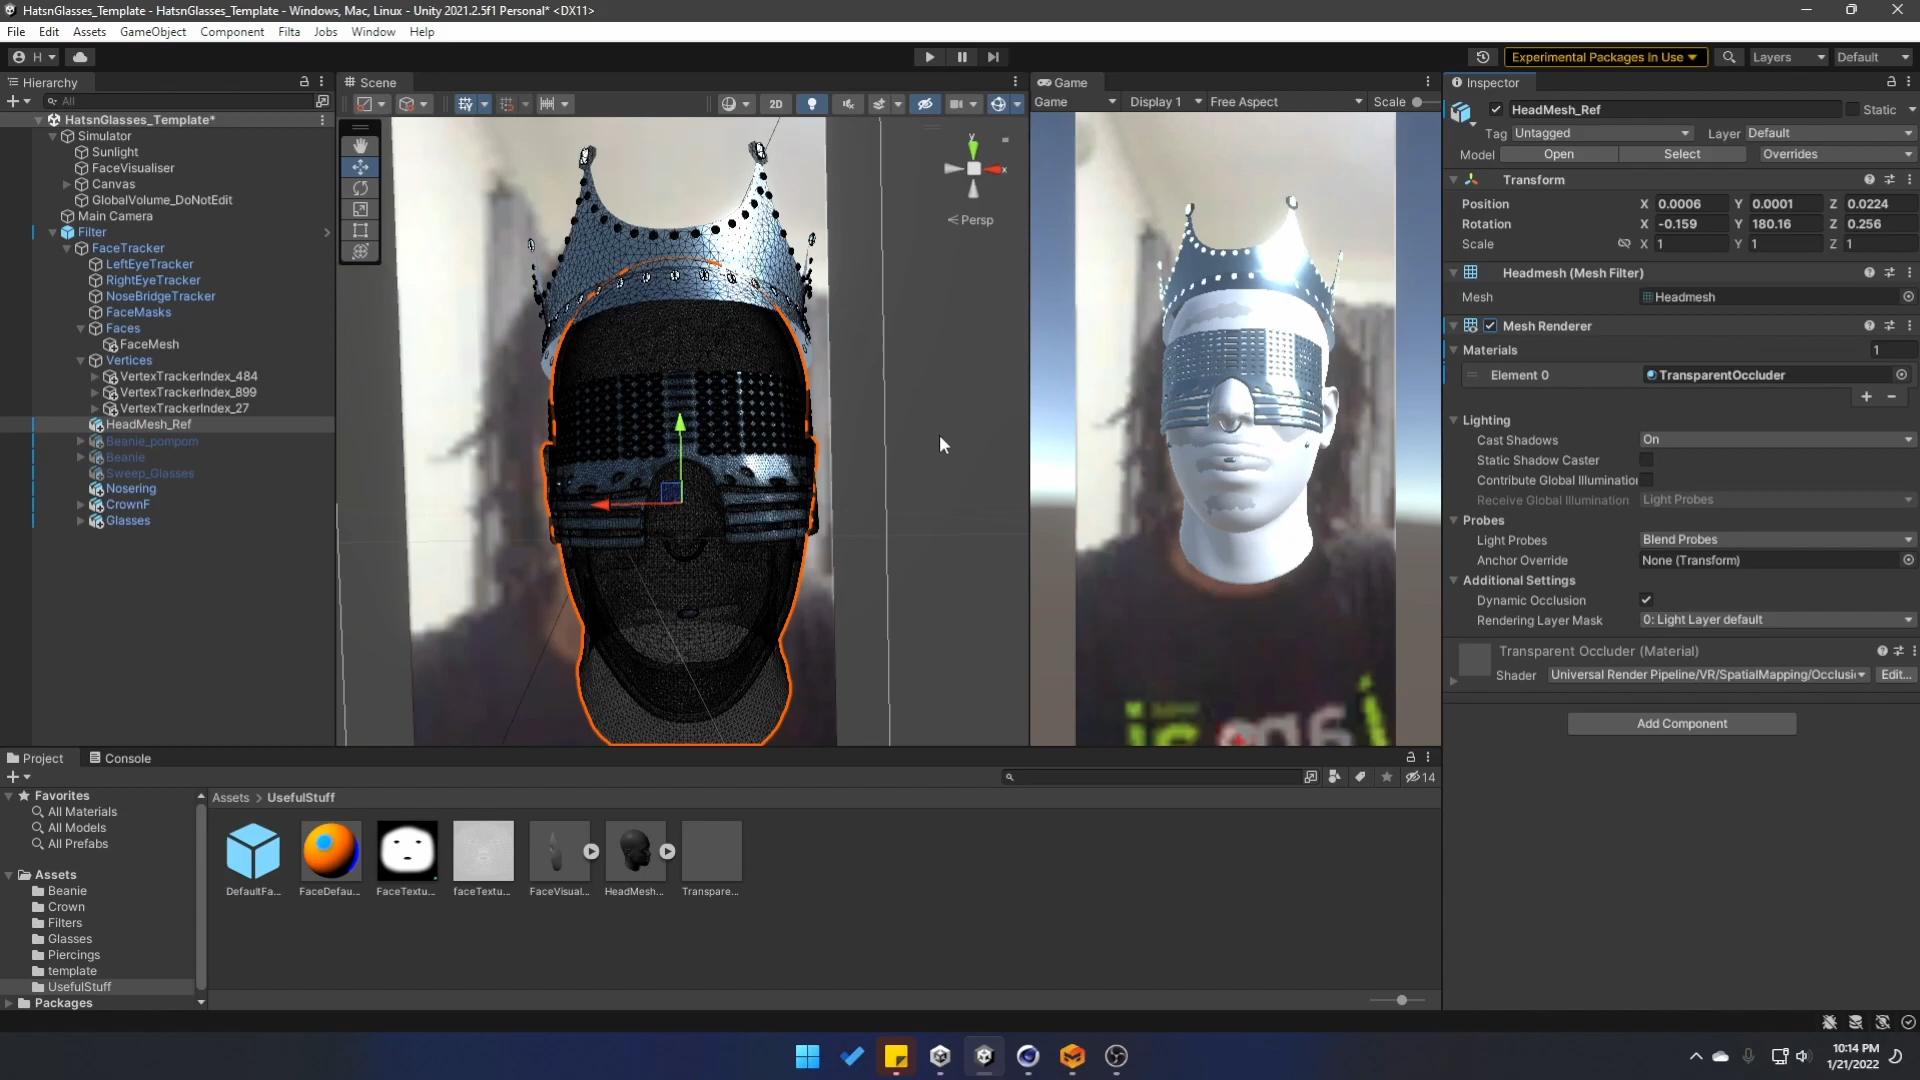 HatsnGlasses_Template - HatsnGlasses_Template - Windows, Mac, Linux - Unity 2021.2.5f1 Personal* <DX11>
File Edit Assets GameObject Component Filta Jobs Window Help
H Experimental Packages In Use Layers Default
Hierarchy Scene Game Inspector
All 2D Game Display 1 Free Aspect Scale
HatsnGlasses_Template*
Simulator
Sunlight
FaceVisualiser
Canvas
GlobalVolume_DoNotEdit
Main Camera
Filter
FaceTracker
LeftEyeTracker
RightEyeTracker
NoseBridgeTracker
FaceMasks
Faces
FaceMesh
Vertices
VertexTrackerIndex_484
VertexTrackerIndex_899
VertexTrackerIndex_27
HeadMesh_Ref
Beanie_pompom
Beanie
Sweep_Glasses
Nosering
CrownF
Glasses
y
x
Persp
HeadMesh_Ref Static
Tag Untagged Layer Default
Model Open Select Overrides
Transform
Position X 0.0006 Y 0.0001 Z 0.0224
Rotation X -0.159 Y 180.16 Z 0.256
Scale X 1 Y 1 Z 1
Headmesh (Mesh Filter)
Mesh Headmesh
Mesh Renderer
Materials 1
Element 0 TransparentOccluder
Lighting
Cast Shadows On
Static Shadow Caster
Contribute Global Illumination
Receive Global Illumination Light Probes
Probes
Light Probes Blend Probes
Anchor Override None (Transform)
Additional Settings
Dynamic Occlusion
Rendering Layer Mask 0: Light Layer default
Transparent Occluder (Material)
Shader Universal Render Pipeline/VR/SpatialMapping/Occlusi Edit...
Add Component
Project Console
14
Favorites
All Materials
All Models
All Prefabs
Assets
Beanie
Crown
Filters
Glasses
Piercings
template
UsefulStuff
Packages
Assets > UsefulStuff
DefaultFa... FaceDefau... FaceTextu... faceTextu... FaceVisual... HeadMesh... Transpare...
10:14 PM
1/21/2022